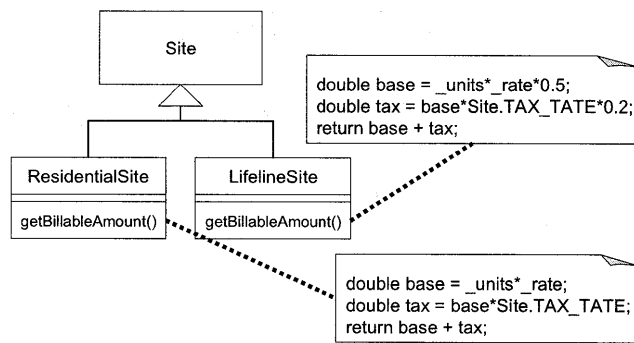 Site
double base = _units*_rate*0.5;
double tax = base*Site.TAX_TATE*0.2;
return base + tax;
ResidentialSite
LifelineSite
getBillableAmount()
getBillableAmount()
double base = _units*_rate;
double tax = base*Site.TAX_TATE;
return base + tax;